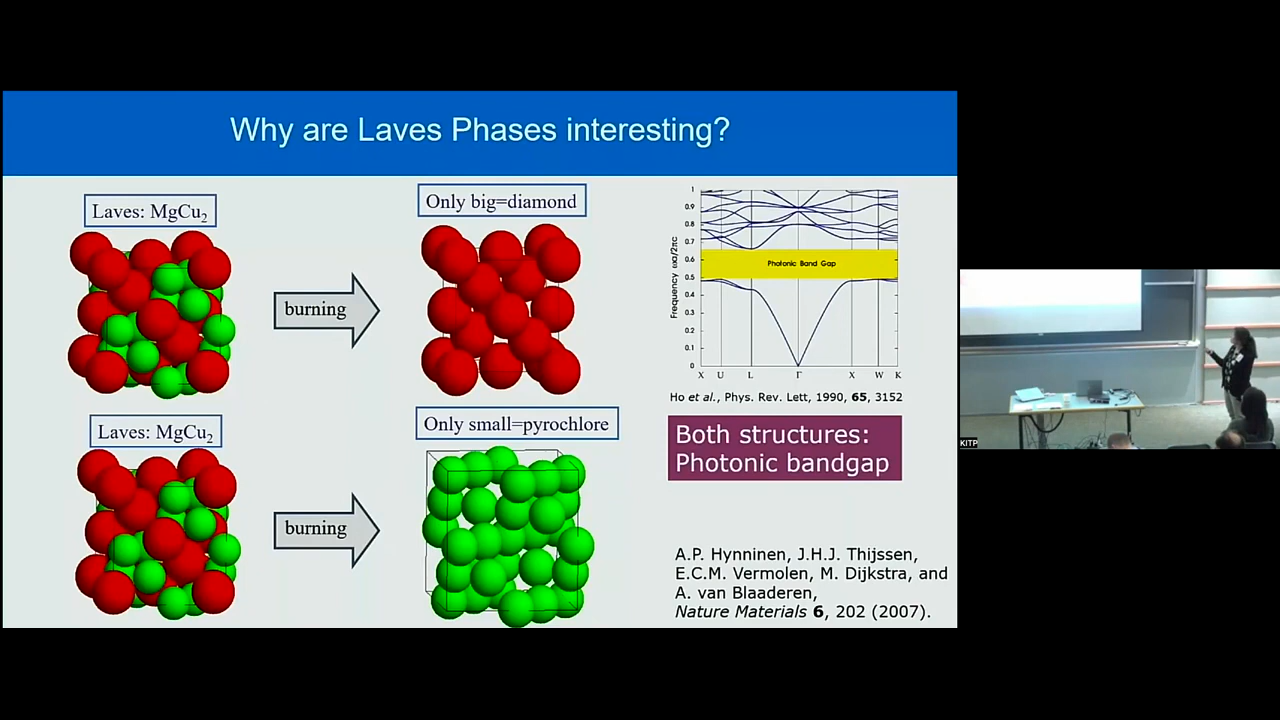 Why are Laves Phases interesting?
Laves: MgCu₂
burning
Only big=diamond
Laves: MgCu₂
burning
Only small=pyrochlore
Frequency ωa/2πc
1
0.9
0.8
0.7
0.6
0.5
0.4
0.3
0.2
0.1
0
Photonic Band Gap
X U L Γ X W K
Ho et al., Phys. Rev. Lett, 1990, 65, 3152
Both structures:
Photonic bandgap
A.P. Hynninen, J.H.J. Thijssen,
E.C.M. Vermolen, M. Dijkstra, and
A. van Blaaderen,
Nature Materials 6, 202 (2007).
KITP